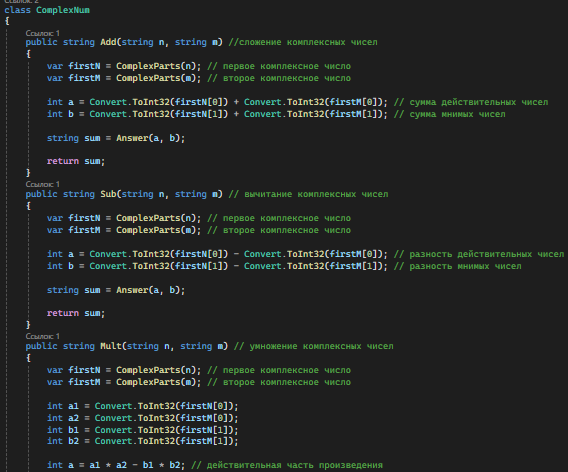 Ссылок: 2
class ComplexNum
{
Ссылок: 1
public string Add(string n, string m) //сложение комплексных чисел
{
var firstN = ComplexParts(n); // первое комплексное число
var firstM = ComplexParts(m); // второе комплексное число
int a = Convert.ToInt32(firstN[0]) + Convert.ToInt32(firstM[0]); // сумма действительных чисел
int b = Convert.ToInt32(firstN[1]) + Convert.ToInt32(firstM[1]); // сумма мнимых чисел
string sum = Answer(a, b);
return sum;
}
Ссылок: 1
public string Sub(string n, string m) // вычитание комплексных чисел
{
var firstN = ComplexParts(n); // первое комплексное число
var firstM = ComplexParts(m); // второе комплексное число
int a = Convert.ToInt32(firstN[0]) - Convert.ToInt32(firstM[0]); // разность действительных чисел
int b = Convert.ToInt32(firstN[1]) - Convert.ToInt32(firstM[1]); // разность мнимых чисел
string sum = Answer(a, b);
return sum;
}
Ссылок: 1
public string Mult(string n, string m) // умножение комплексных чисел
{
var firstN = ComplexParts(n); // первое комплексное число
var firstM = ComplexParts(m); // второе комплексное число
int a1 = Convert.ToInt32(firstN[0]);
int a2 = Convert.ToInt32(firstM[0]);
int b1 = Convert.ToInt32(firstN[1]);
int b2 = Convert.ToInt32(firstM[1]);
int a = a1 * a2 - b1 * b2; // действительная часть произведения